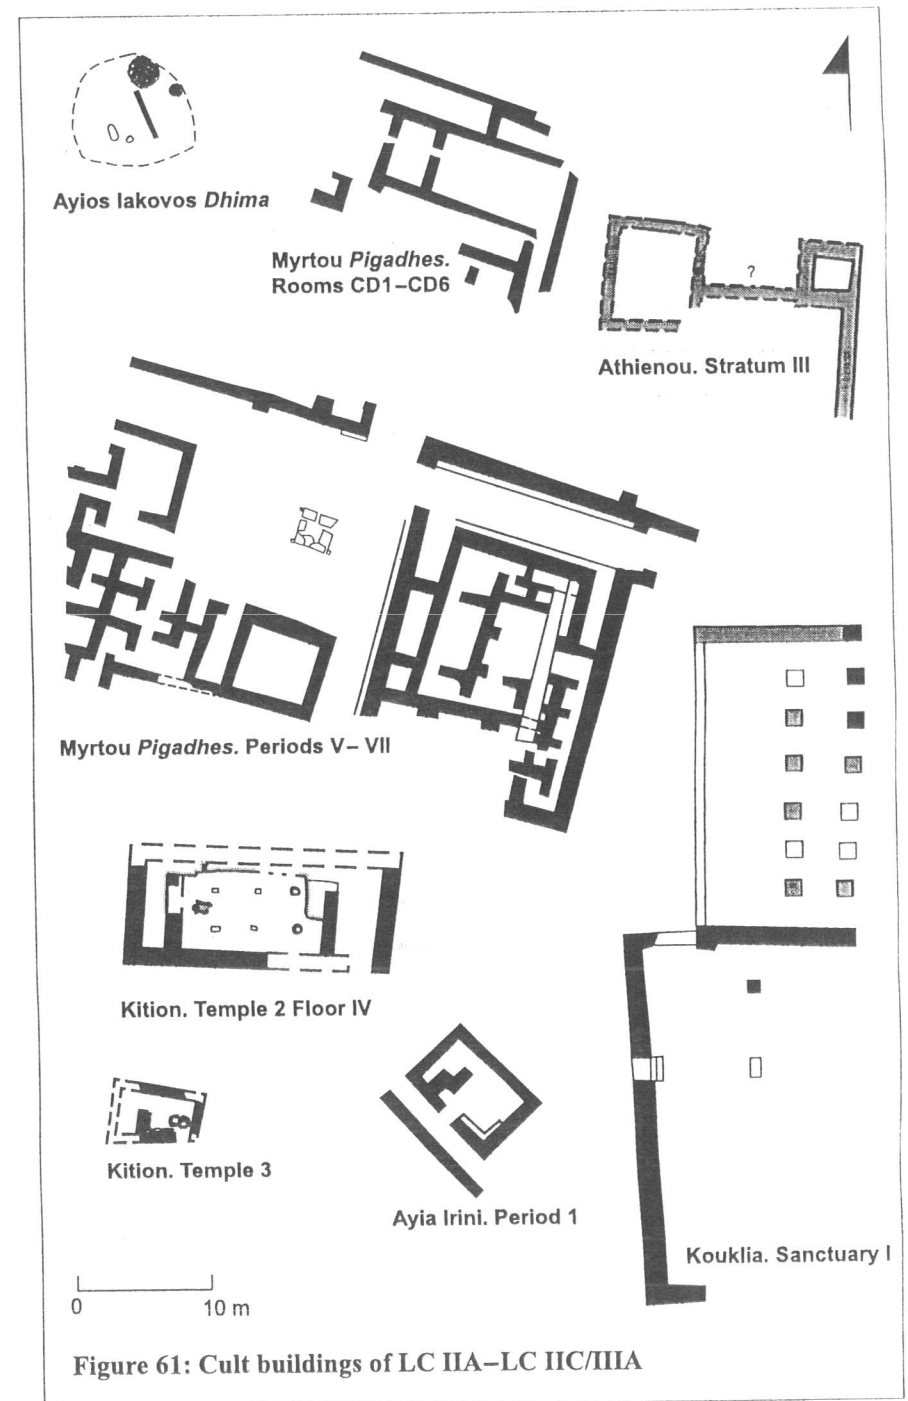 Ayios Iakovos Dhima
Myrtou Pigadhes.
Rooms CD1–CD6
?
Athienou. Stratum III
Myrtou Pigadhes. Periods V–VII
Kition. Temple 2 Floor IV
Kition. Temple 3
Ayia Irini. Period 1
Kouklia. Sanctuary I
0 10 m
Figure 61: Cult buildings of LC IIA–LC IIC/IIIA